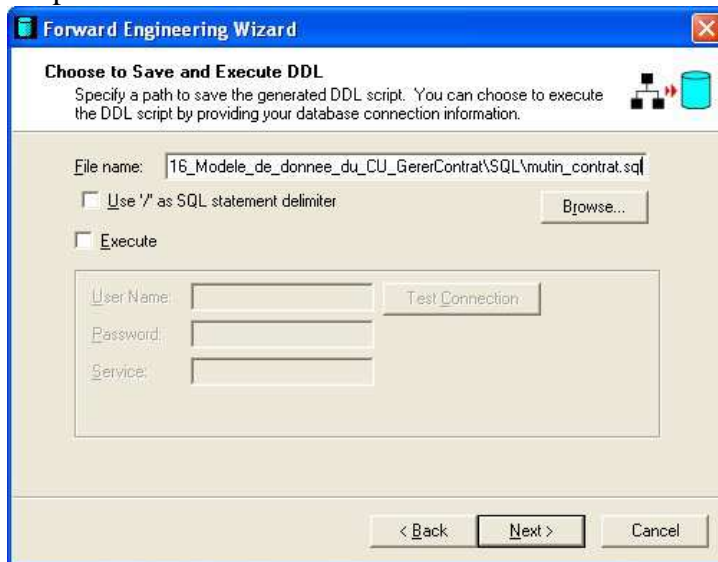 Forward Engineering Wizard
Choose to Save and Execute DDL
Specify a path to save the generated DDL script. You can choose to execute
the DDL script by providing your database connection information.
File name: 16_Modele_de_donnee_du_CU_GererContrat\SQL\mutin_contrat.sql
Use '/' as SQL statement delimiter
Browse...
Execute
User Name:
Test Connection
Password:
Service:
< Back
Next >
Cancel